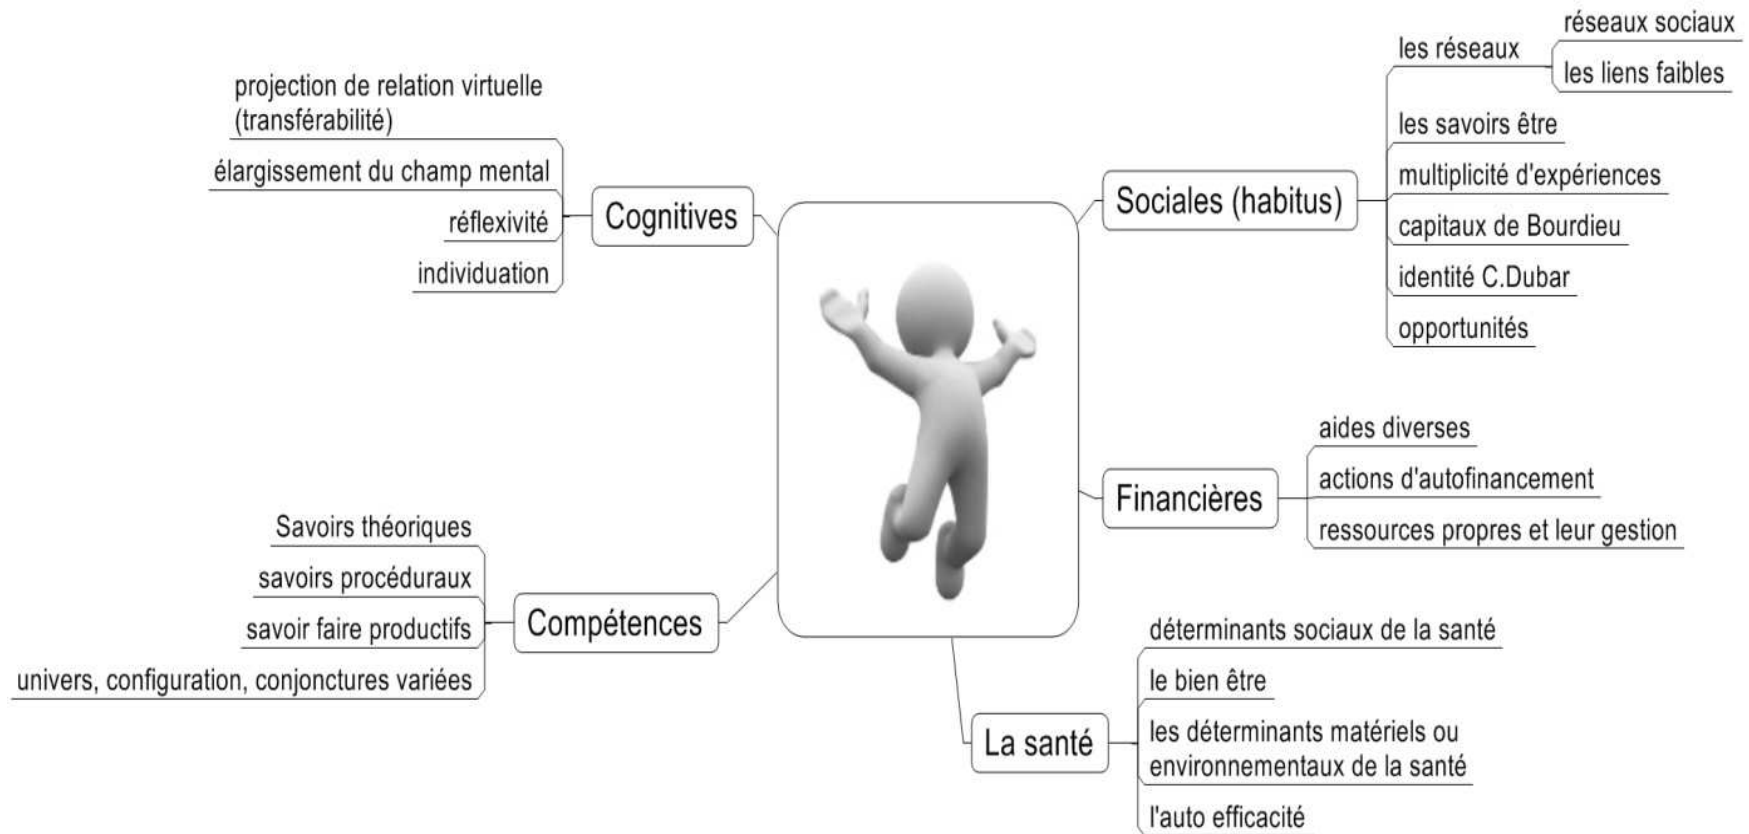 projection de relation virtuelle
(transférabilité)
élargissement du champ mental
réflexivité
individuation
Cognitives
Savoirs théoriques
savoirs procéduraux
savoir faire productifs
univers, configuration, conjonctures variées
Compétences
Sociales (habitus)
les réseaux
réseaux sociaux
les liens faibles
les savoirs être
multiplicité d'expériences
capitaux de Bourdieu
identité C.Dubar
opportunités
Financières
aides diverses
actions d'autofinancement
ressources propres et leur gestion
La santé
déterminants sociaux de la santé
le bien être
les déterminants matériels ou
environnementaux de la santé
l'auto efficacité